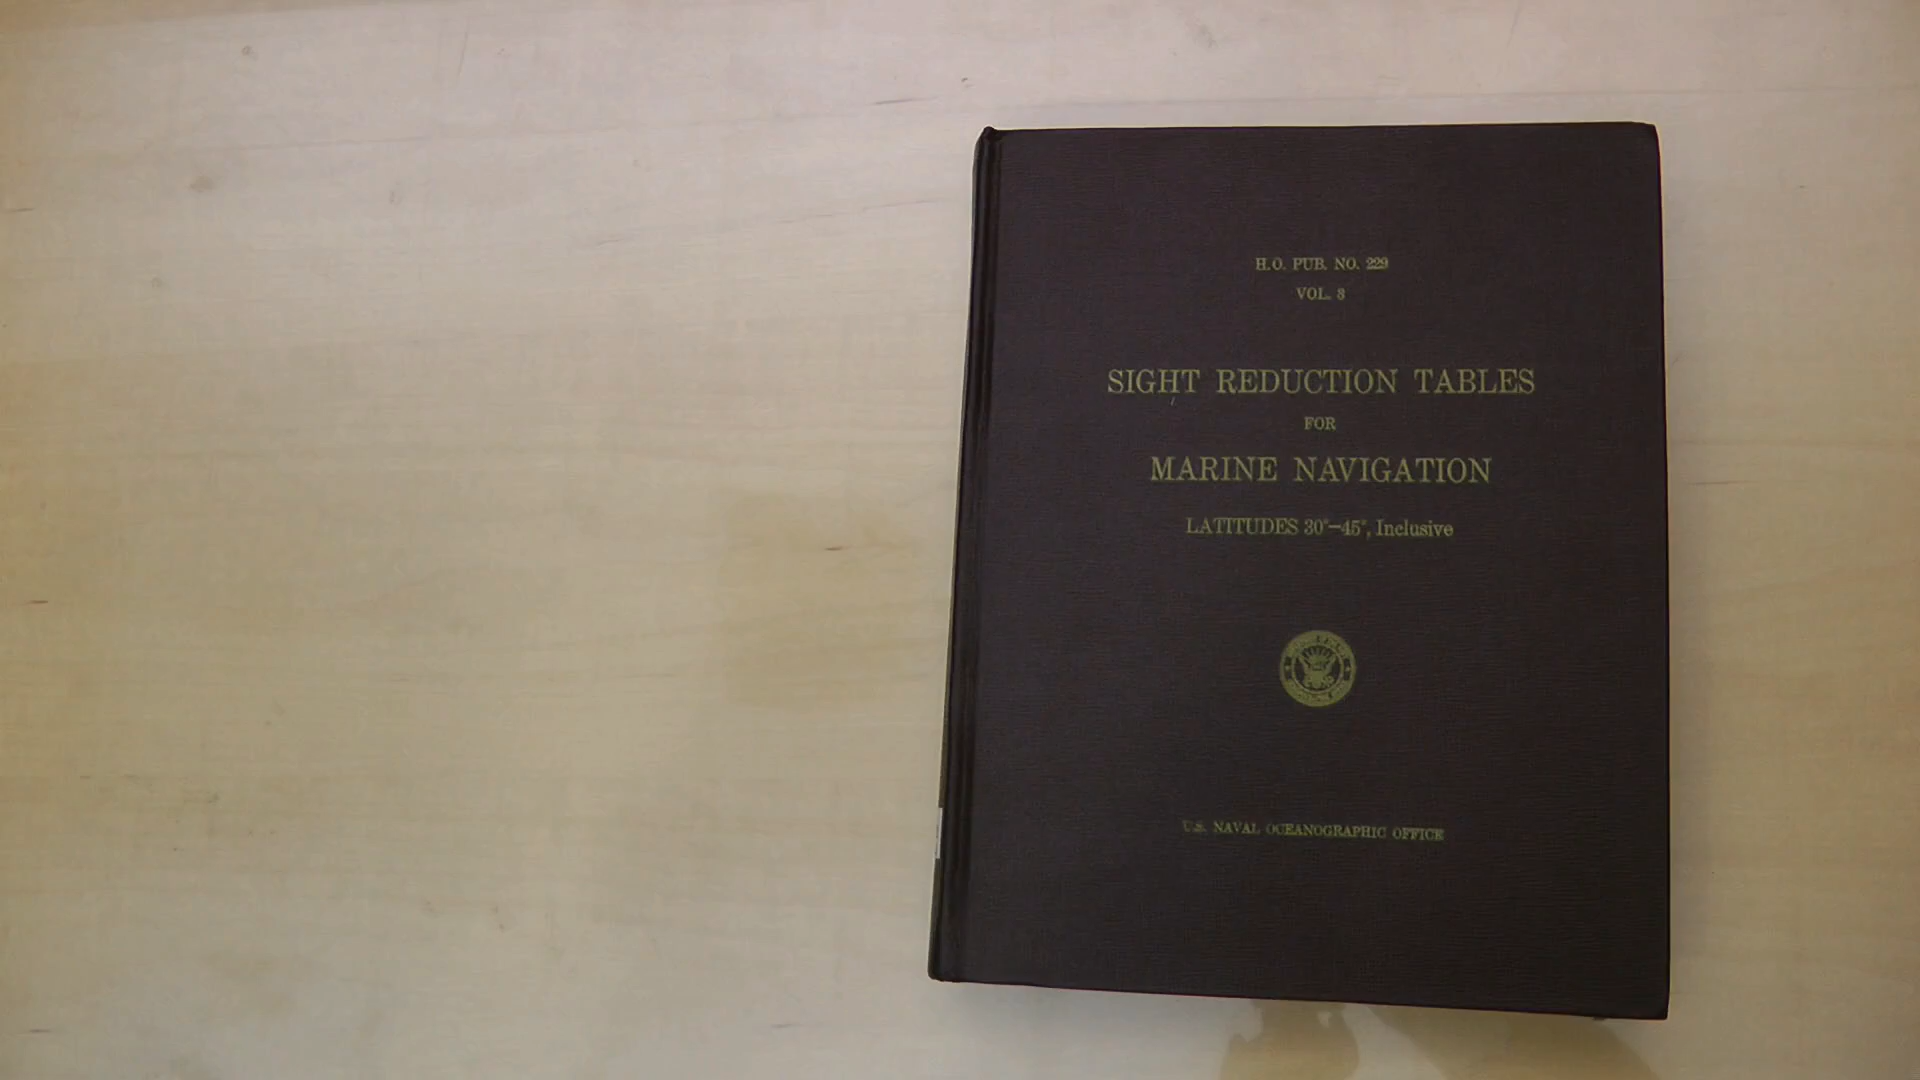 H.O. PUB. NO. 229
VOL. 3
SIGHT REDUCTION TABLES
FOR
MARINE NAVIGATION
LATITUDES 30°–45°, Inclusive
U.S. NAVAL OCEANOGRAPHIC OFFICE